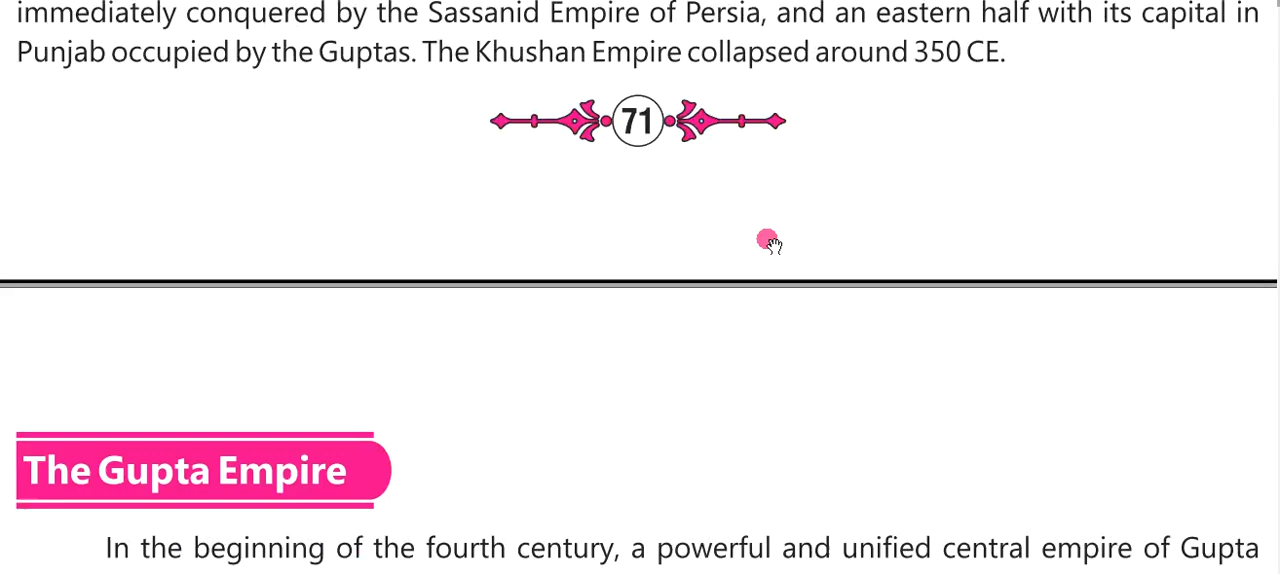 immediately conquered by the Sassanid Empire of Persia, and an eastern half with its capital in
Punjab occupied by the Guptas. The Khushan Empire collapsed around 350 CE.
71
The Gupta Empire
In the beginning of the fourth century, a powerful and unified central empire of Gupta